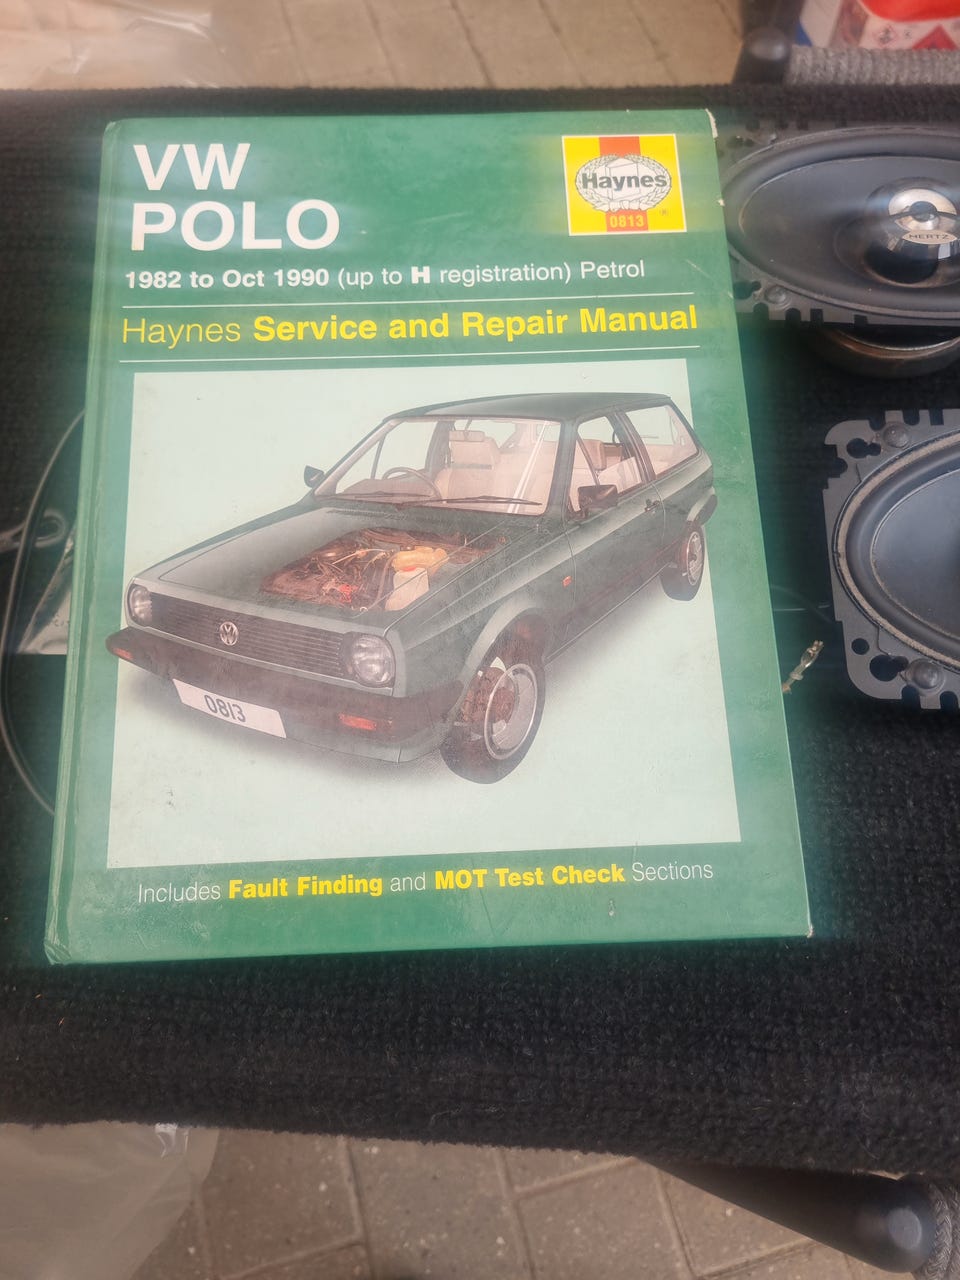 VW
POLO
Haynes
0813
®
1982 to Oct 1990 (up to H registration) Petrol
Haynes Service and Repair Manual
0813
Includes Fault Finding and MOT Test Check Sections
HERTZ